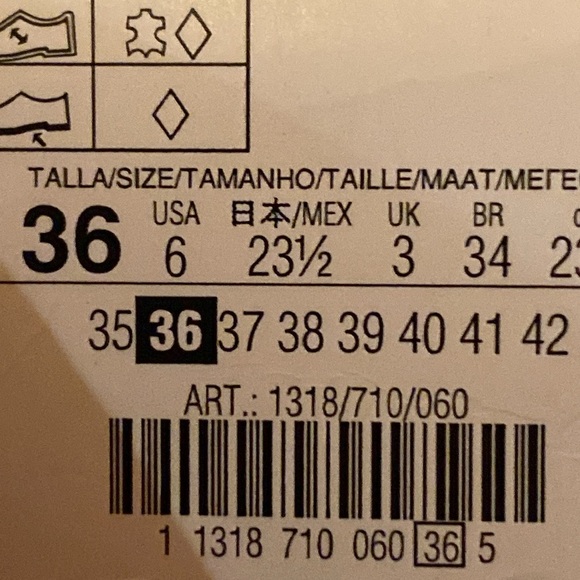 TALLA/SIZE/TAMANHO/TAILLE/MAAT/ΜΕΓΕ
36 USA 日本/MEX UK BR
6 23½ 3 34 23
35 36 37 38 39 40 41 42
ART.: 1318/710/060
1 1318 710 060 36 5